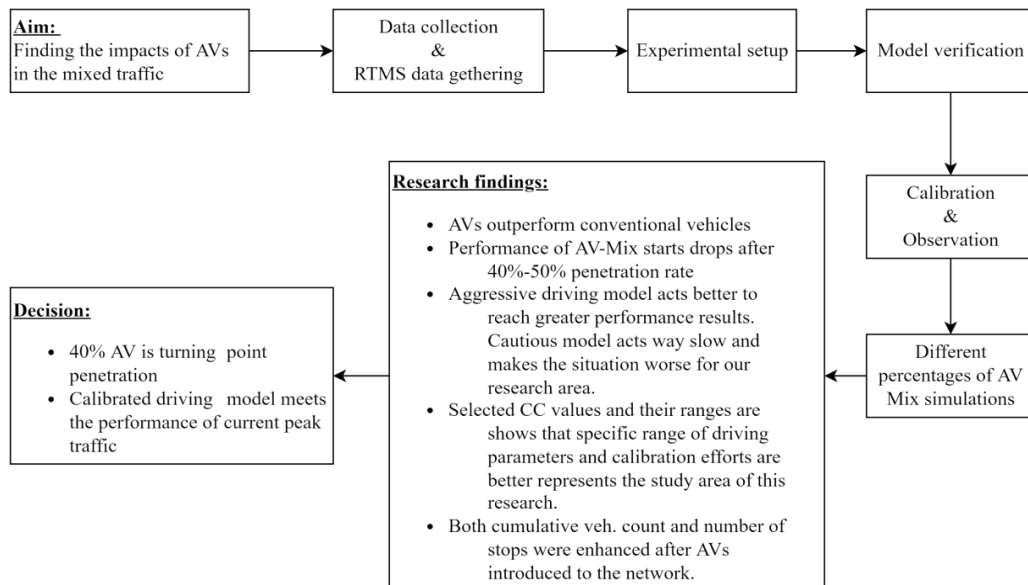 Aim:
Finding the impacts of AVs
in the mixed traffic
Data collection
&
RTMS data gethering
Experimental setup
Model verification
Calibration
&
Observation
Different
percentages of AV
Mix simulations
Research findings:
• AVs outperform conventional vehicles
• Performance of AV-Mix starts drops after
40%-50% penetration rate
• Aggressive driving model acts better to
reach greater performance results.
Cautious model acts way slow and
makes the situation worse for our
research area.
• Selected CC values and their ranges are
shows that specific range of driving
parameters and calibration efforts are
better represents the study area of this
research.
• Both cumulative veh. count and number of
stops were enhanced after AVs
introduced to the network.
Decision:
• 40% AV is turning point
penetration
• Calibrated driving model meets
the performance of current peak
traffic